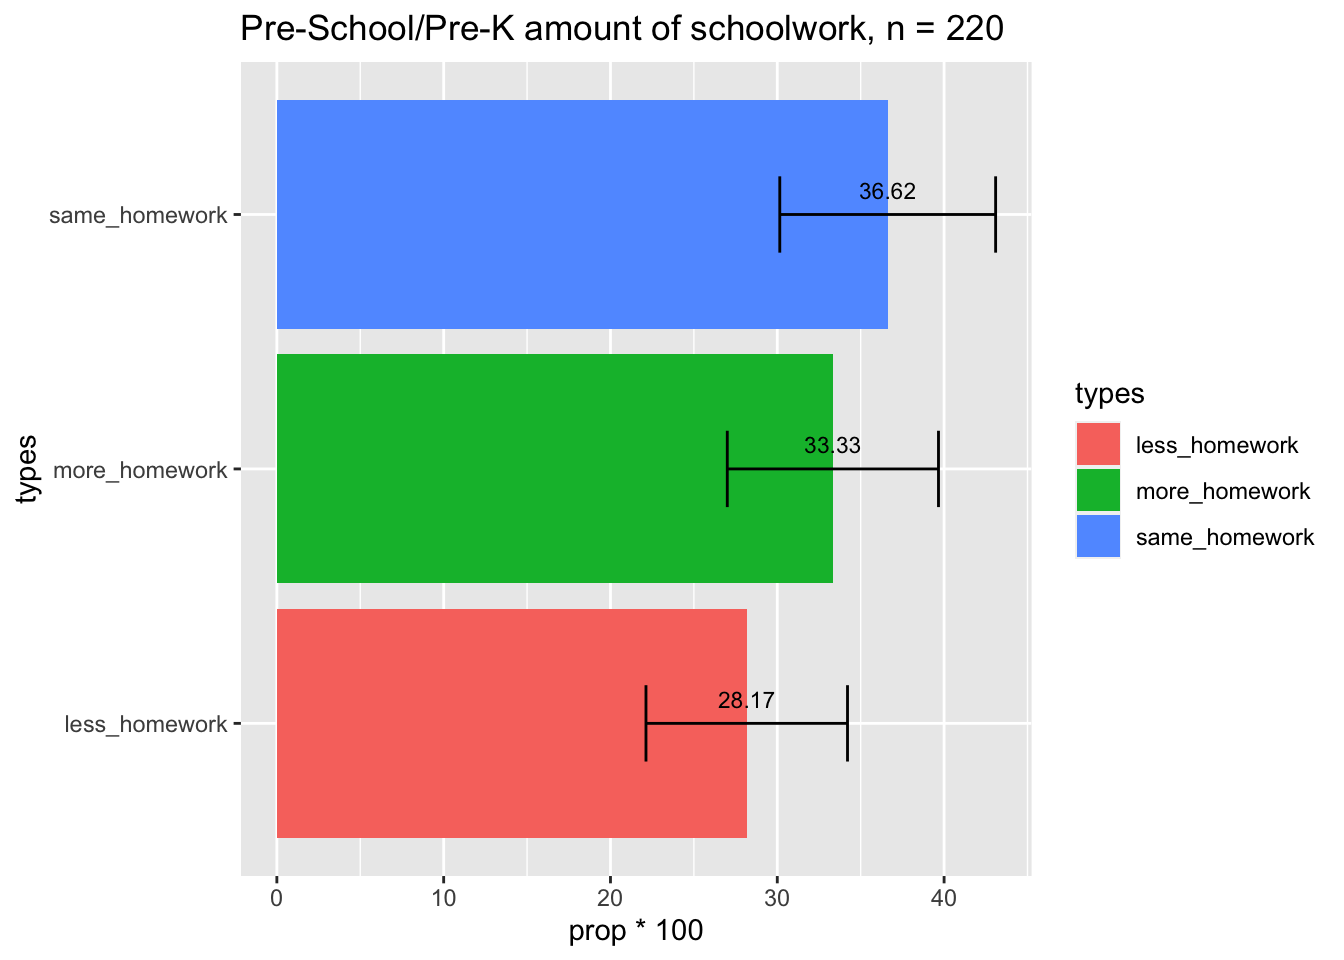 Pre-School/Pre-K amount of schoolwork, n = 220
same_homework
36.62
more_homework
33.33
less_homework
28.17
types
0 10 20 30 40
prop * 100
types
less_homework
more_homework
same_homework